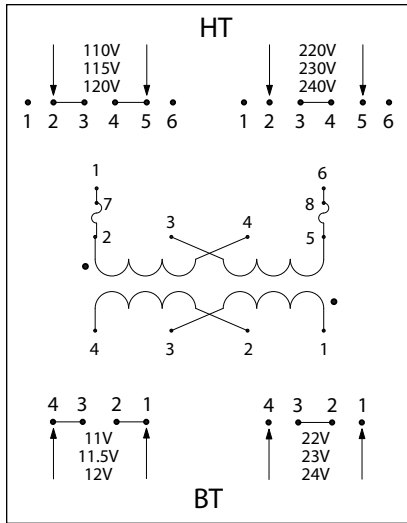 HT
110V 220V
115V 230V
120V 240V
1 2 3 4 5 6 1 2 3 4 5 6
1 6
7 8
2 3 4 5
4 3 2 1
4 3 2 1 4 3 2 1
11V 22V
11.5V 23V
12V 24V
BT